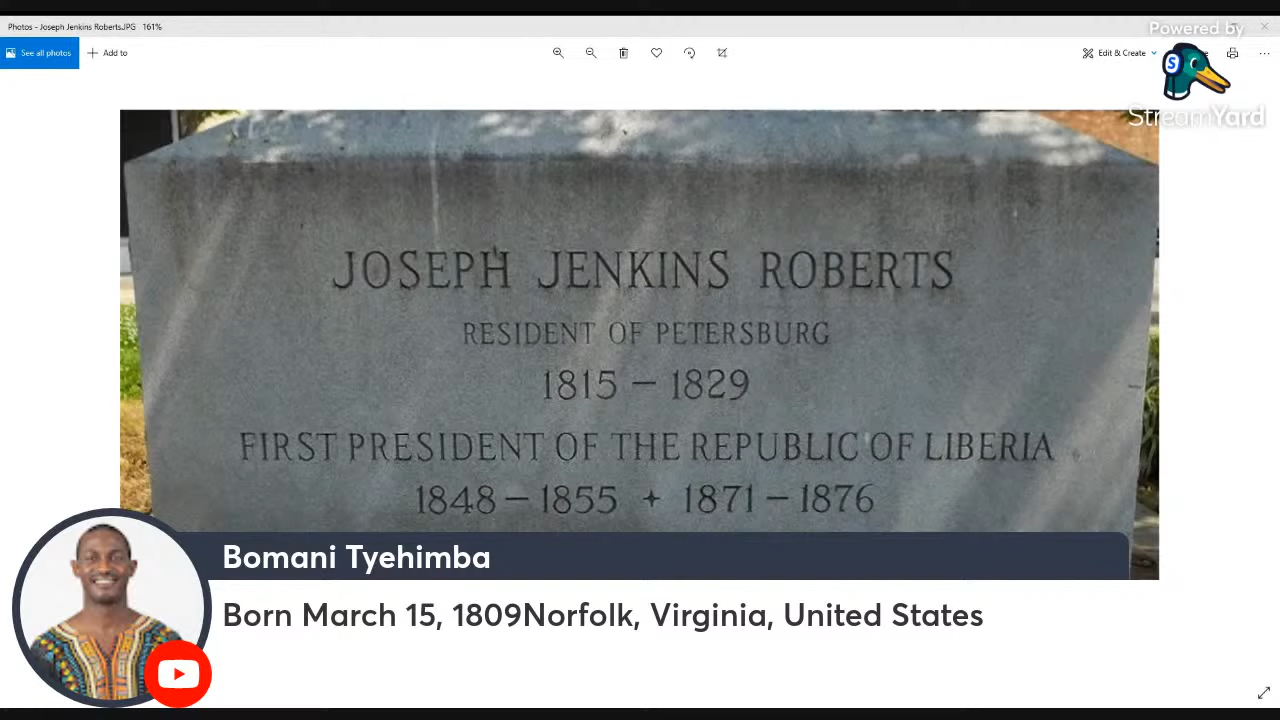 Photos - Joseph Jenkins Roberts.JPG 161%
See all photos
Add to
Edit & Create
Powered by
StreamYard
JOSEPH JENKINS ROBERTS
RESIDENT OF PETERSBURG
1815 – 1829
FIRST PRESIDENT OF THE REPUBLIC OF LIBERIA
1848 – 1855 + 1871 – 1876
Bomani Tyehimba
Born March 15, 1809Norfolk, Virginia, United States